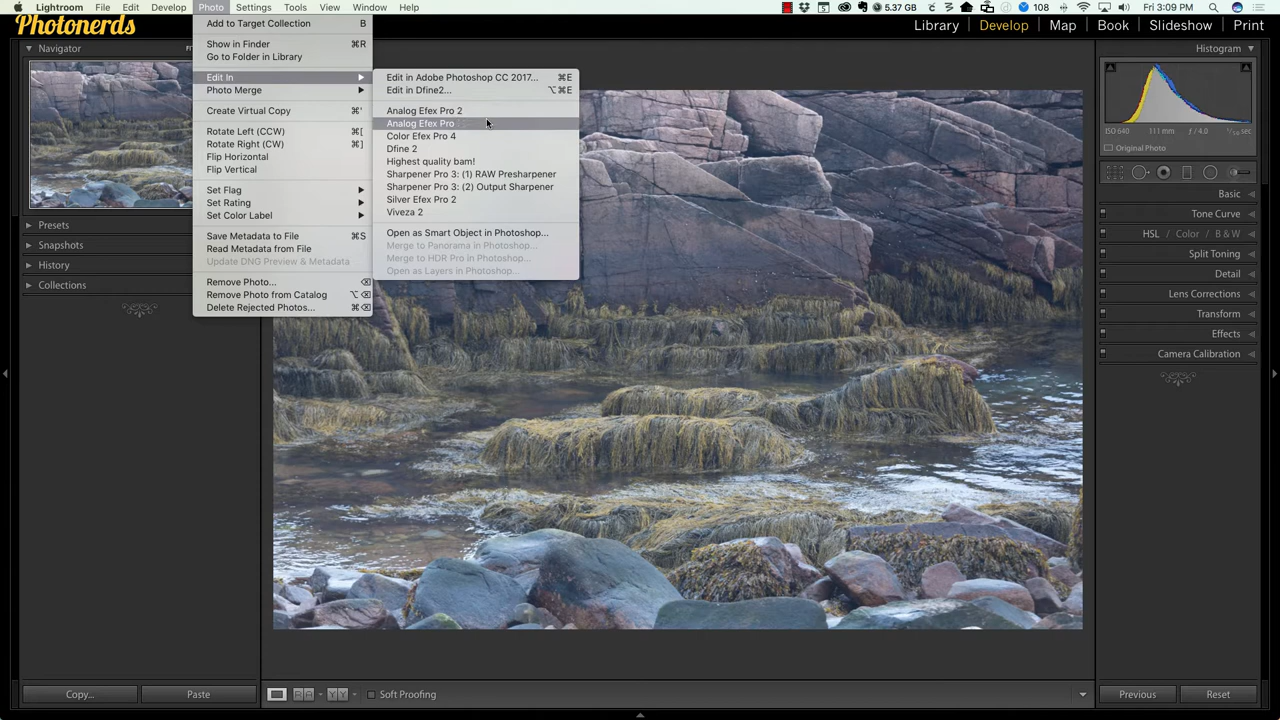 Lightroom File Edit Develop Photo Settings Tools View Window Help 5.37 GB 108 Fri 3:09 PM
Photonerds
Library | Develop | Map | Book | Slideshow | Print
Navigator
Presets
Snapshots
History
Collections
Copy... Paste
Add to Target Collection B
Show in Finder ⌘R
Go to Folder in Library
Edit In
Photo Merge
Create Virtual Copy ⌘'
Rotate Left (CCW) ⌘[
Rotate Right (CW) ⌘]
Flip Horizontal
Flip Vertical
Set Flag
Set Rating
Set Color Label
Save Metadata to File ⌘S
Read Metadata from File
Update DNG Preview & Metadata
Remove Photo... ⌫
Remove Photo from Catalog ⌥⌫
Delete Rejected Photos... ⌘⌫
Edit in Adobe Photoshop CC 2017... ⌘E
Edit in Dfine2... ⌥⌘E
Analog Efex Pro 2
Analog Efex Pro
Color Efex Pro 4
Dfine 2
Highest quality bam!
Sharpener Pro 3: (1) RAW Presharpener
Sharpener Pro 3: (2) Output Sharpener
Silver Efex Pro 2
Viveza 2
Open as Smart Object in Photoshop...
Merge to Panorama in Photoshop...
Merge to HDR Pro in Photoshop...
Open as Layers in Photoshop...
Soft Proofing
Histogram
ISO 640 111 mm f / 4.0
Original Photo
Basic
Tone Curve
HSL / Color / B & W
Split Toning
Detail
Lens Corrections
Transform
Effects
Camera Calibration
Previous Reset